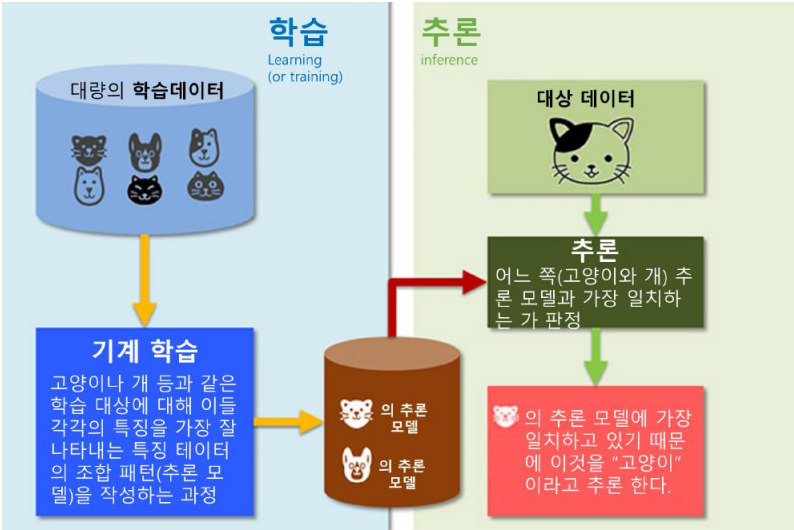 학습
Learning
(or training)
대량의 학습데이터
기계 학습
고양이나 개 등과 같은
학습 대상에 대해 이들
각각의 특징을 가장 잘
나타내는 특징 테이터
의 조합 패턴(추론 모
델)을 작성하는 과정
의 추론
모델
의 추론
모델
추론
inference
대상 데이터
추론
어느 쪽(고양이와 개) 추
론 모델과 가장 일치하
는 가 판정
의 추론 모델에 가장
일치하고 있기 때문
에 이것을 “고양이”
이라고 추론 한다.